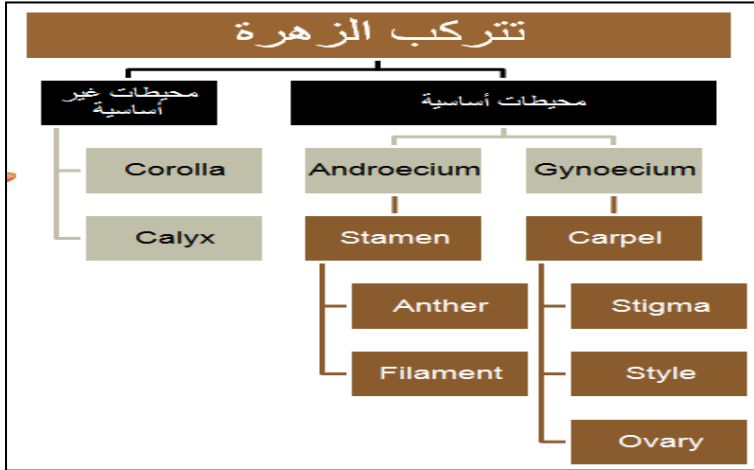 تتركب الزهرة
محيطات أساسية
محيطات غير
أساسية
Corolla
Androecium
Gynoecium
Calyx
Stamen
Carpel
Anther
Stigma
Filament
Style
Ovary